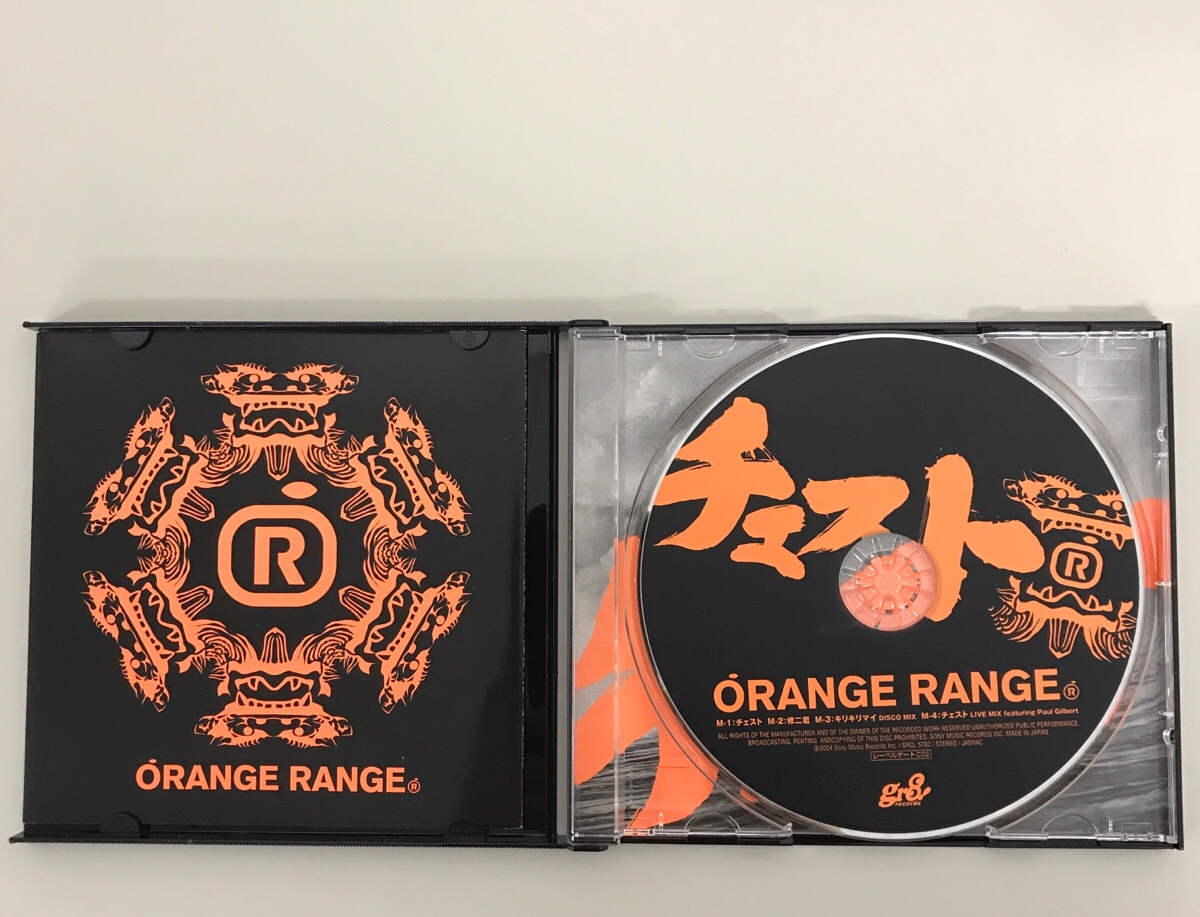 R
ÓRANGE RANGE®
チェスト
R
ÓRANGE RANGE®
M-1:チェスト M-2:修二君 M-3:キリキリマイ DISCO MIX M-4:チェスト LIVE MIX featuring Paul Gilbert
ALL RIGHTS OF THE MANUFACTURER AND OF THE OWNER OF THE RECORDED WORK RESERVED UNAUTHORIZED PUBLIC PERFORMANCE,
BROADCASTING, RENTING, ANDCOPYING OF THIS DISC PROHIBITED. SONY MUSIC RECORDS INC. MADE IN JAPAN.
℗2004 Sony Music Records Inc. / SRCL 5782 / STEREO / JASRAC
レーベルゲートCD②
gr8!
records